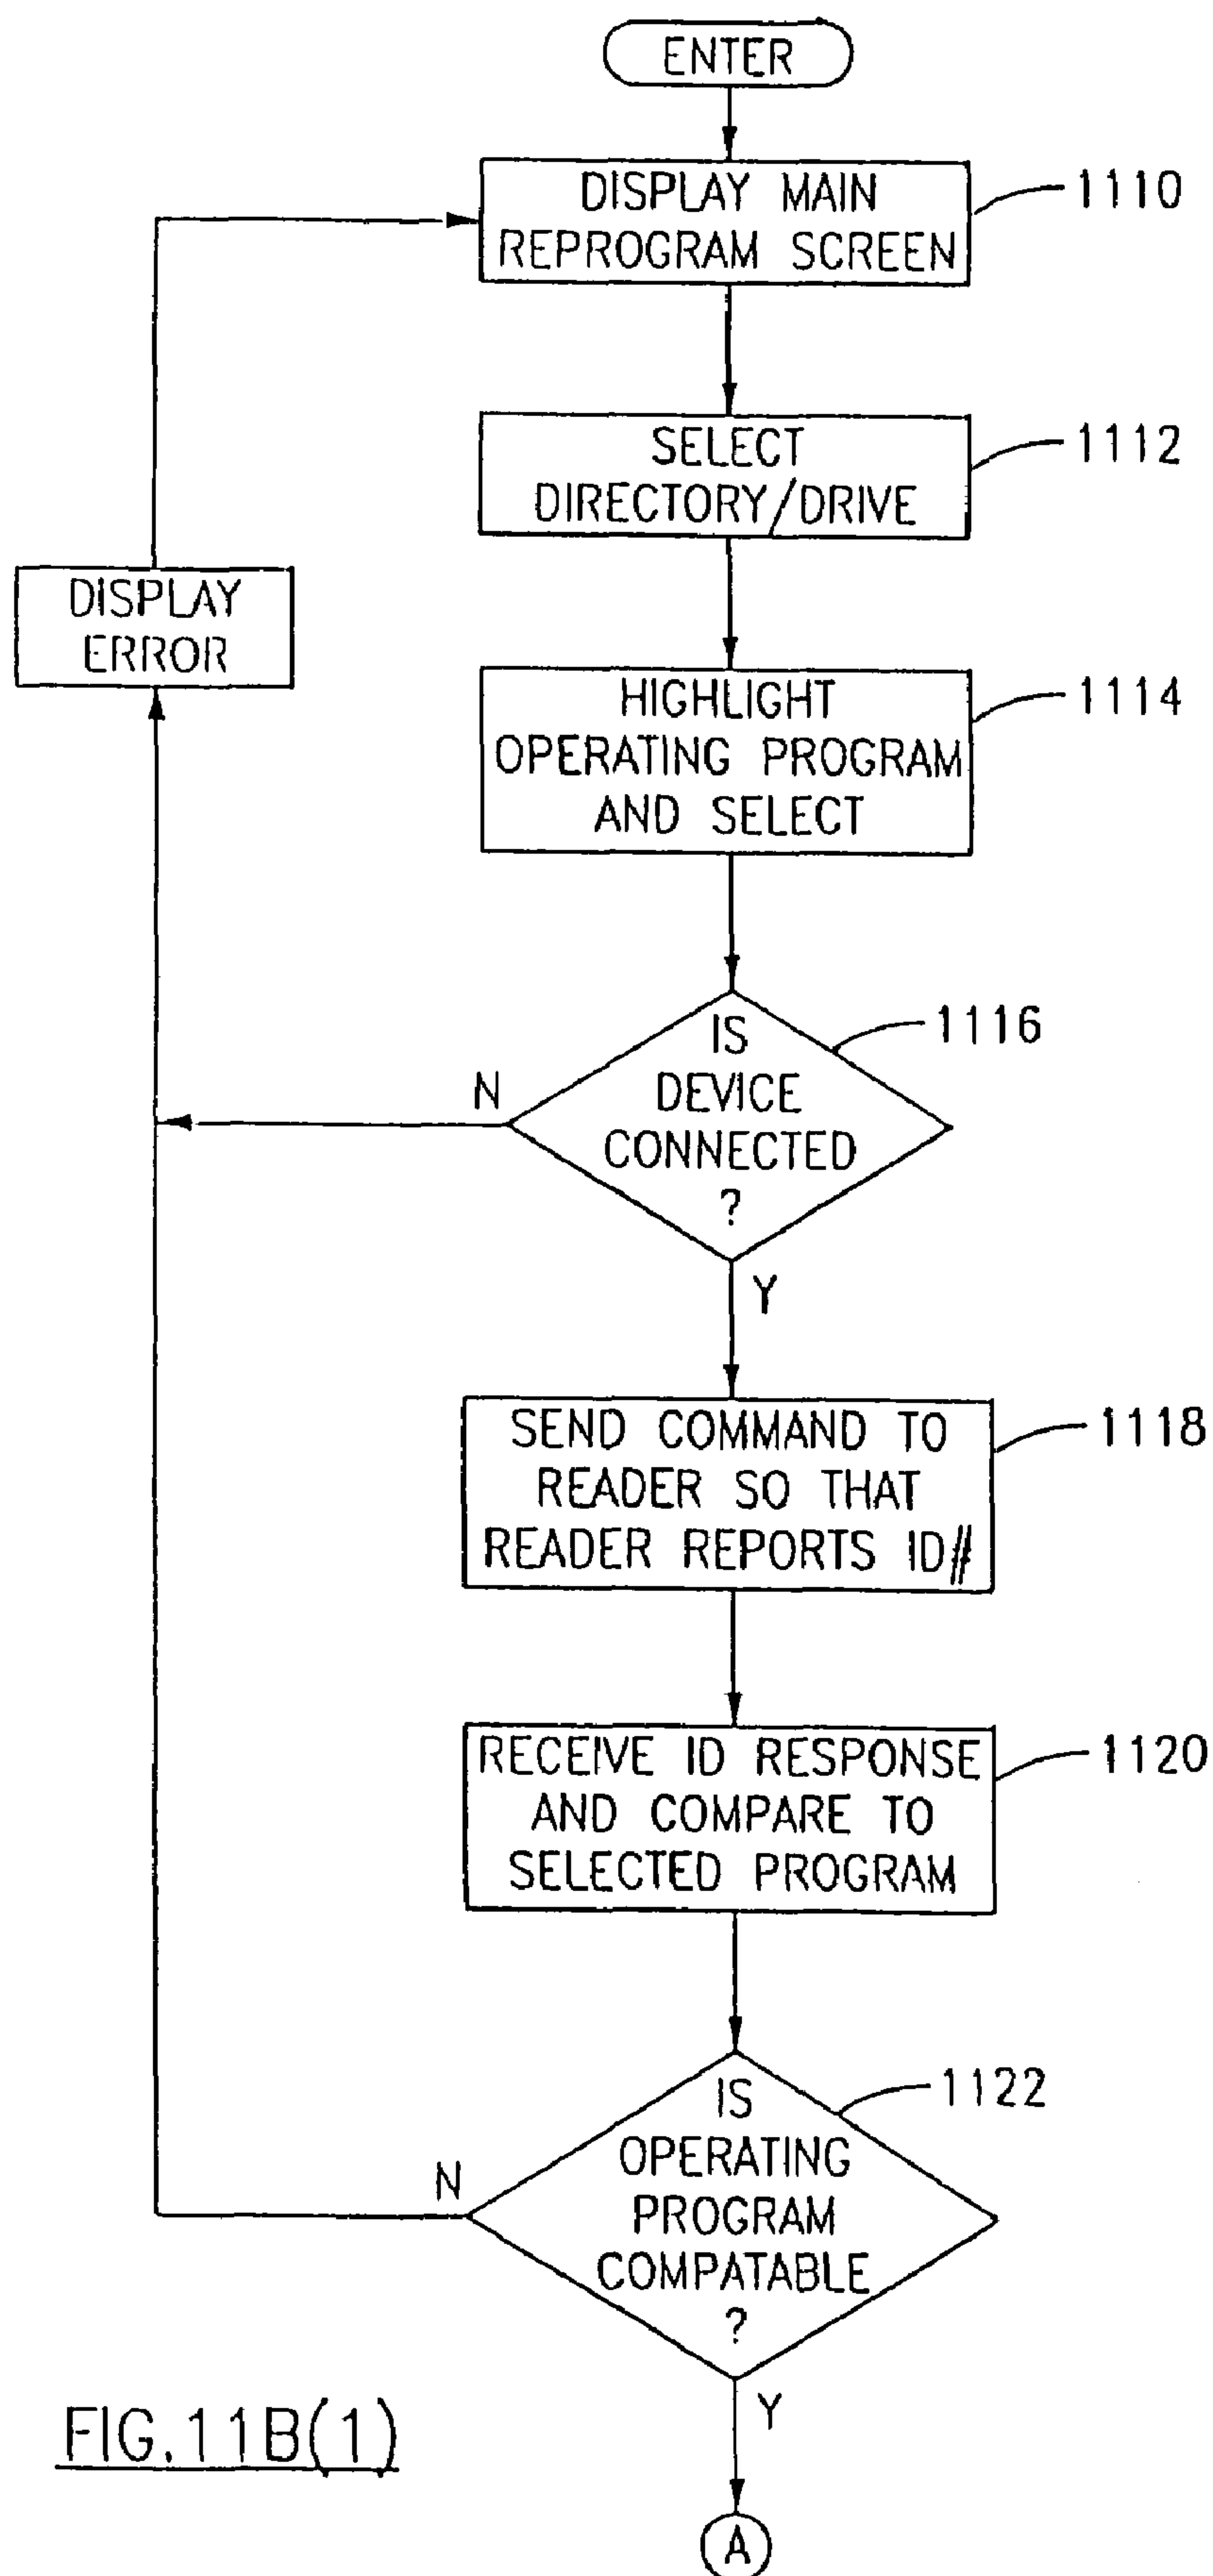 ENTER
DISPLAY MAIN
REPROGRAM SCREEN
1110
SELECT
DIRECTORY/DRIVE
1112
DISPLAY
ERROR
HIGHLIGHT
OPERATING PROGRAM
AND SELECT
1114
IS
DEVICE
CONNECTED
?
1116
N
Y
SEND COMMAND TO
READER SO THAT
READER REPORTS ID#
1118
RECEIVE ID RESPONSE
AND COMPARE TO
SELECTED PROGRAM
1120
IS
OPERATING
PROGRAM
COMPATABLE
?
1122
N
Y
FIG.11B(1)
A